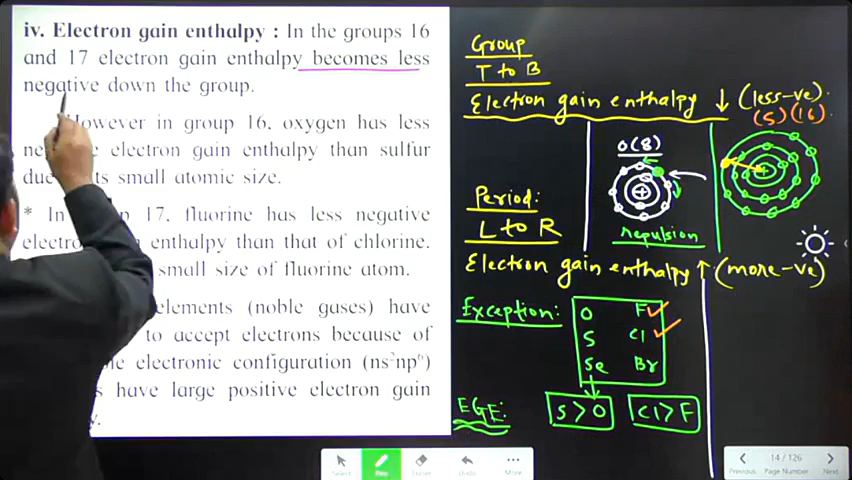 iv. Electron gain enthalpy : In the groups 16
and 17 electron gain enthalpy becomes less
negative down the group.
However in group 16, oxygen has less
electron gain enthalpy than sulfur
due its small atomic size.
* In 17, fluorine has less negative
enthalpy than that of chlorine.
small size of fluorine atom.
elements (noble gases) have
to accept electrons because of
electronic configuration (ns²np⁶)
have large positive electron gain
Group
T to B
Electron gain enthalpy ↓ (less-ve)
(S)(16)
O(8)
repulsion
Period:
L to R
Electron gain enthalpy ↑ (more-ve)
Exception:
O F✓
S Cl✓
Se Br
EGE: S > O Cl > F
Select
Pen
Eraser
Undo
More
14 / 126
Previous Page Number Next